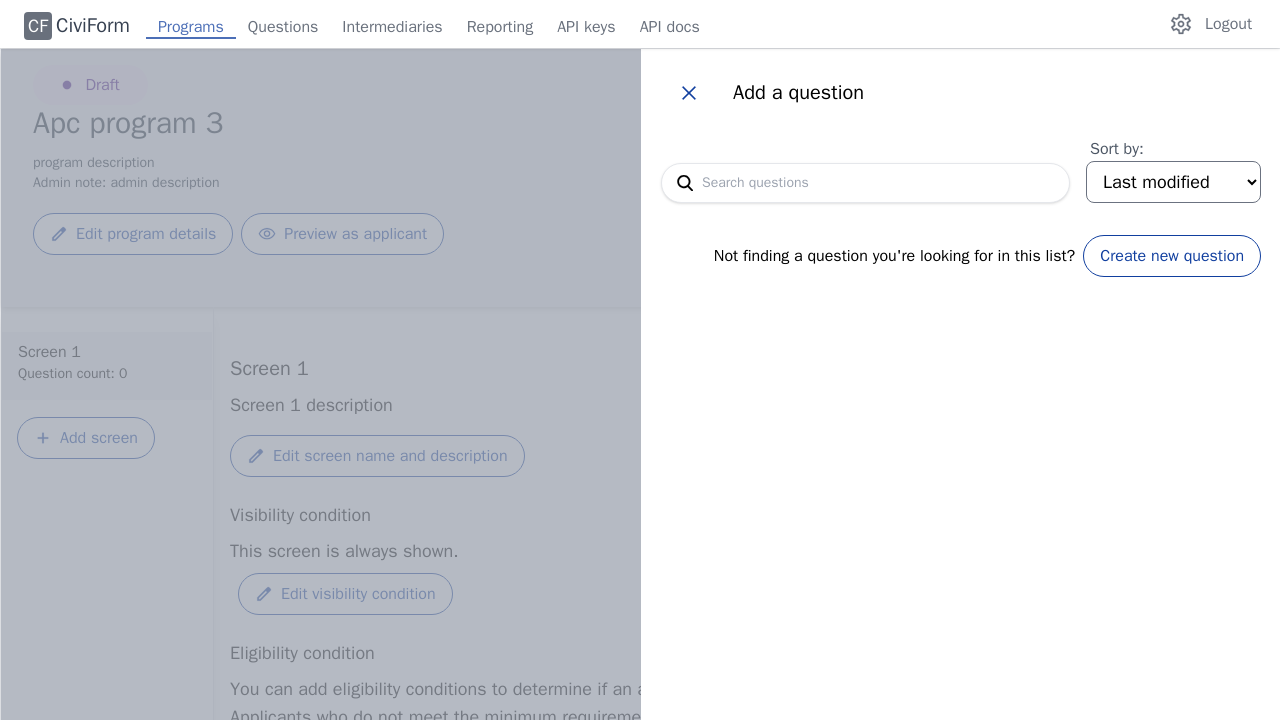 CF CiviForm Programs Questions Intermediaries Reporting API keys API docs Logout
Draft
Apc program 3
program description
Admin note: admin description
Edit program details Preview as applicant
Screen 1
Question count: 0
Add screen
Screen 1
Screen 1 description
Edit screen name and description
Visibility condition
This screen is always shown.
Edit visibility condition
Eligibility condition
You can add eligibility conditions to determine if an
Applicants who do not meet the minimum
Add a question
Sort by:
Search questions Last modified
Not finding a question you're looking for in this list? Create new question